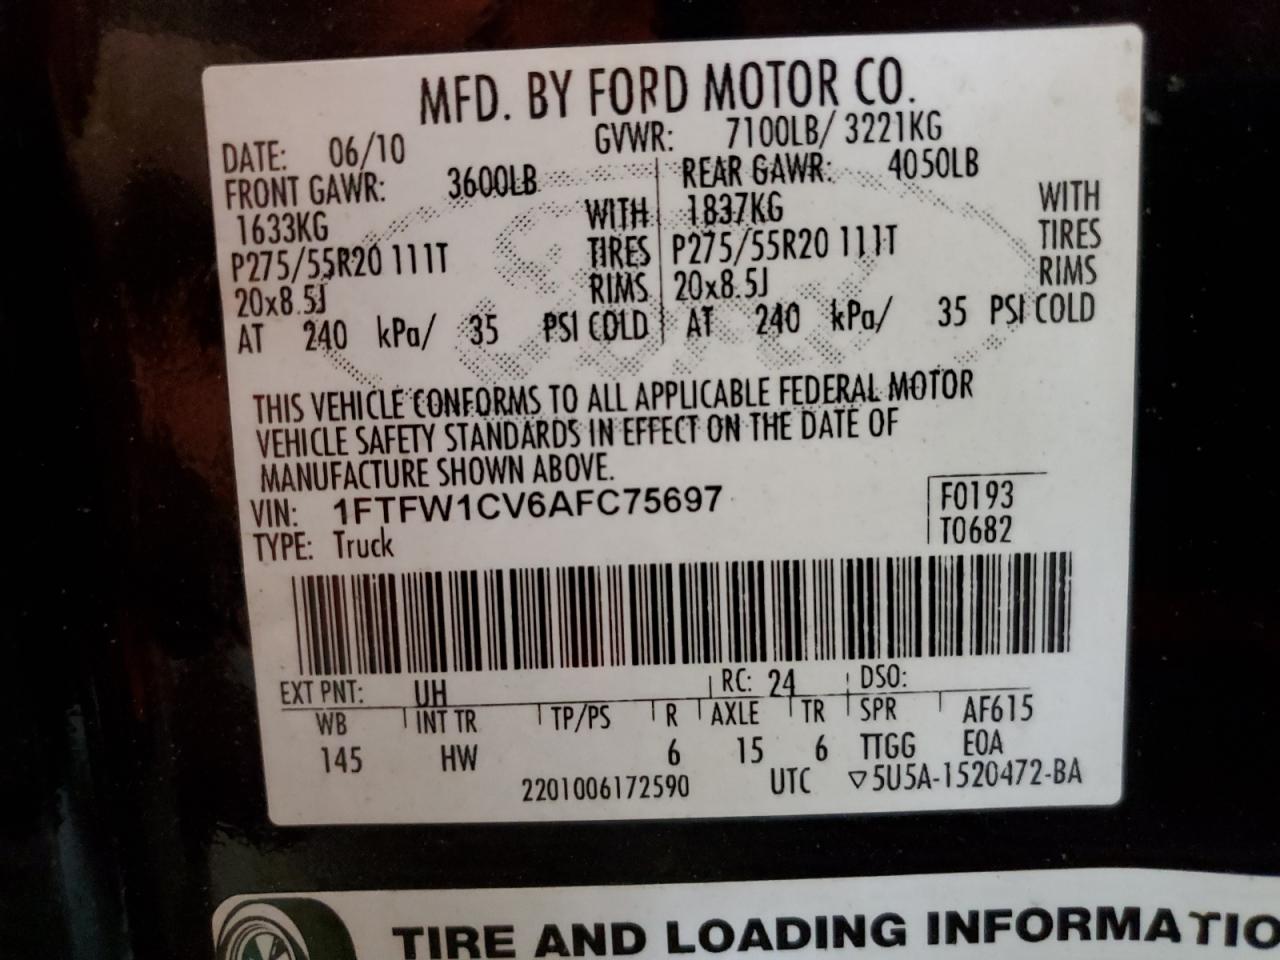 MFD. BY FORD MOTOR CO.
DATE: 06/10 GVWR: 7100LB/ 3221KG
FRONT GAWR: 3600LB REAR GAWR: 4050LB
1633KG WITH 1837KG WITH
P275/55R20 111T TIRES P275/55R20 111T TIRES
20x8.5J RIMS 20x8.5J RIMS
AT 240 kPa/ 35 PSI COLD AT 240 kPa/ 35 PSI COLD
THIS VEHICLE CONFORMS TO ALL APPLICABLE FEDERAL MOTOR
VEHICLE SAFETY STANDARDS IN EFFECT ON THE DATE OF
MANUFACTURE SHOWN ABOVE.
VIN: 1FTFW1CV6AFC75697 F0193
TYPE: Truck T0682
EXT PNT: UH RC: 24 DSO:
WB INT TR TP/PS R AXLE TR SPR AF615
145 HW 6 15 6 TTGG E0A
2201006172590 UTC ▽5U5A-1520472-BA
TIRE AND LOADING INFORMATIO